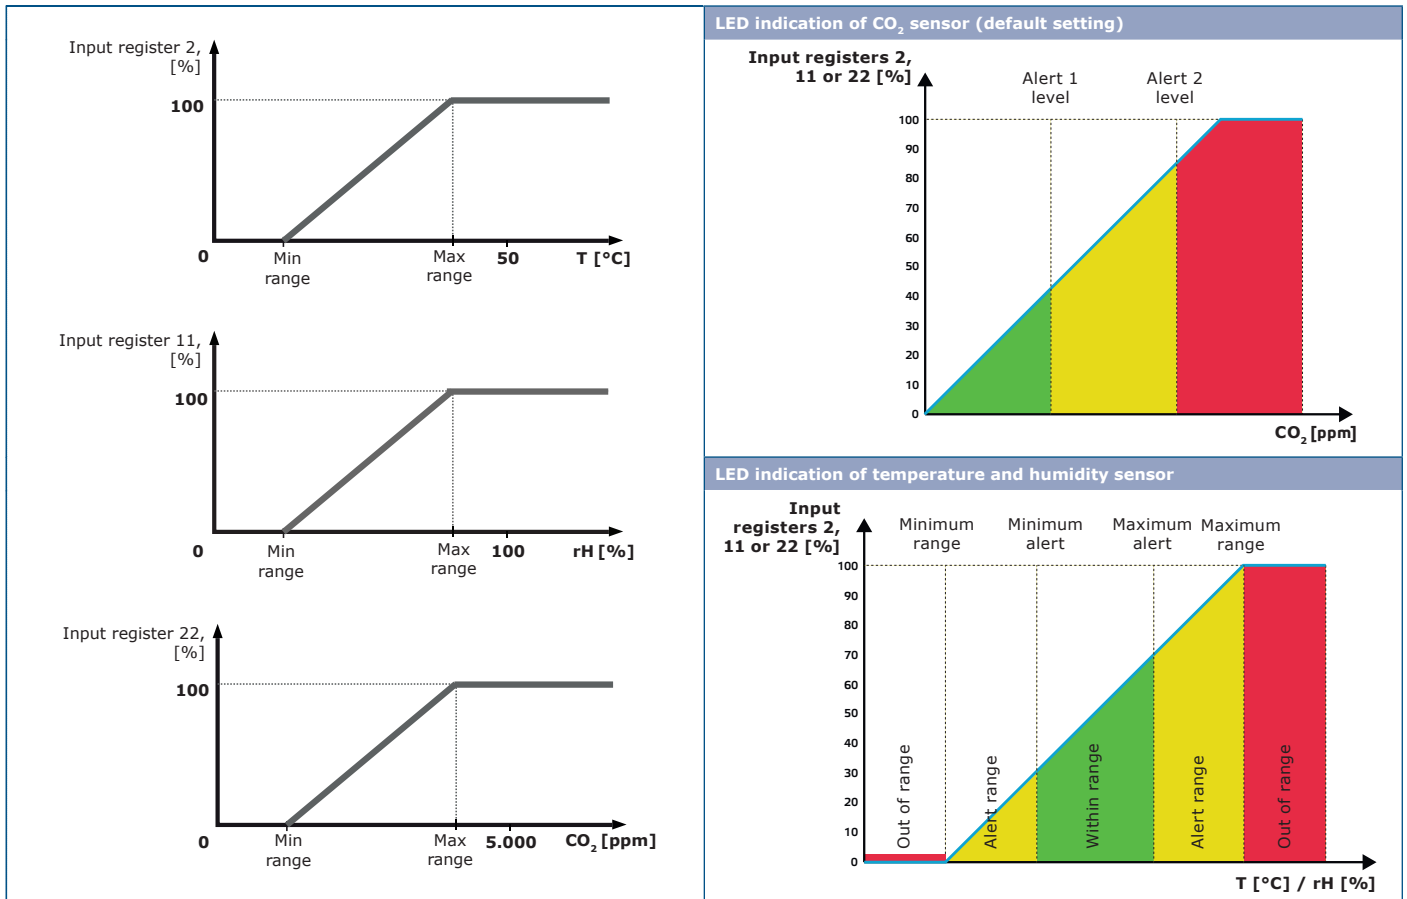 Input register 2,
[%]
100
0
Min
range
Max
range
50
T [°C]
Input register 11,
[%]
100
0
Min
range
Max
range
100
rH [%]
Input register 22,
[%]
100
0
Min
range
Max
range
5.000
CO₂ [ppm]
LED indication of CO₂ sensor (default setting)
Input registers 2,
11 or 22 [%]
Alert 1
level
Alert 2
level
100
90
80
70
60
50
40
30
20
10
0
CO₂ [ppm]
LED indication of temperature and humidity sensor
Input
registers 2,
11 or 22 [%]
Minimum
range
Minimum
alert
Maximum
alert
Maximum
range
100
90
80
70
60
50
40
30
20
10
0
Out of range
Alert range
Within range
Alert range
Out of range
T [°C] / rH [%]